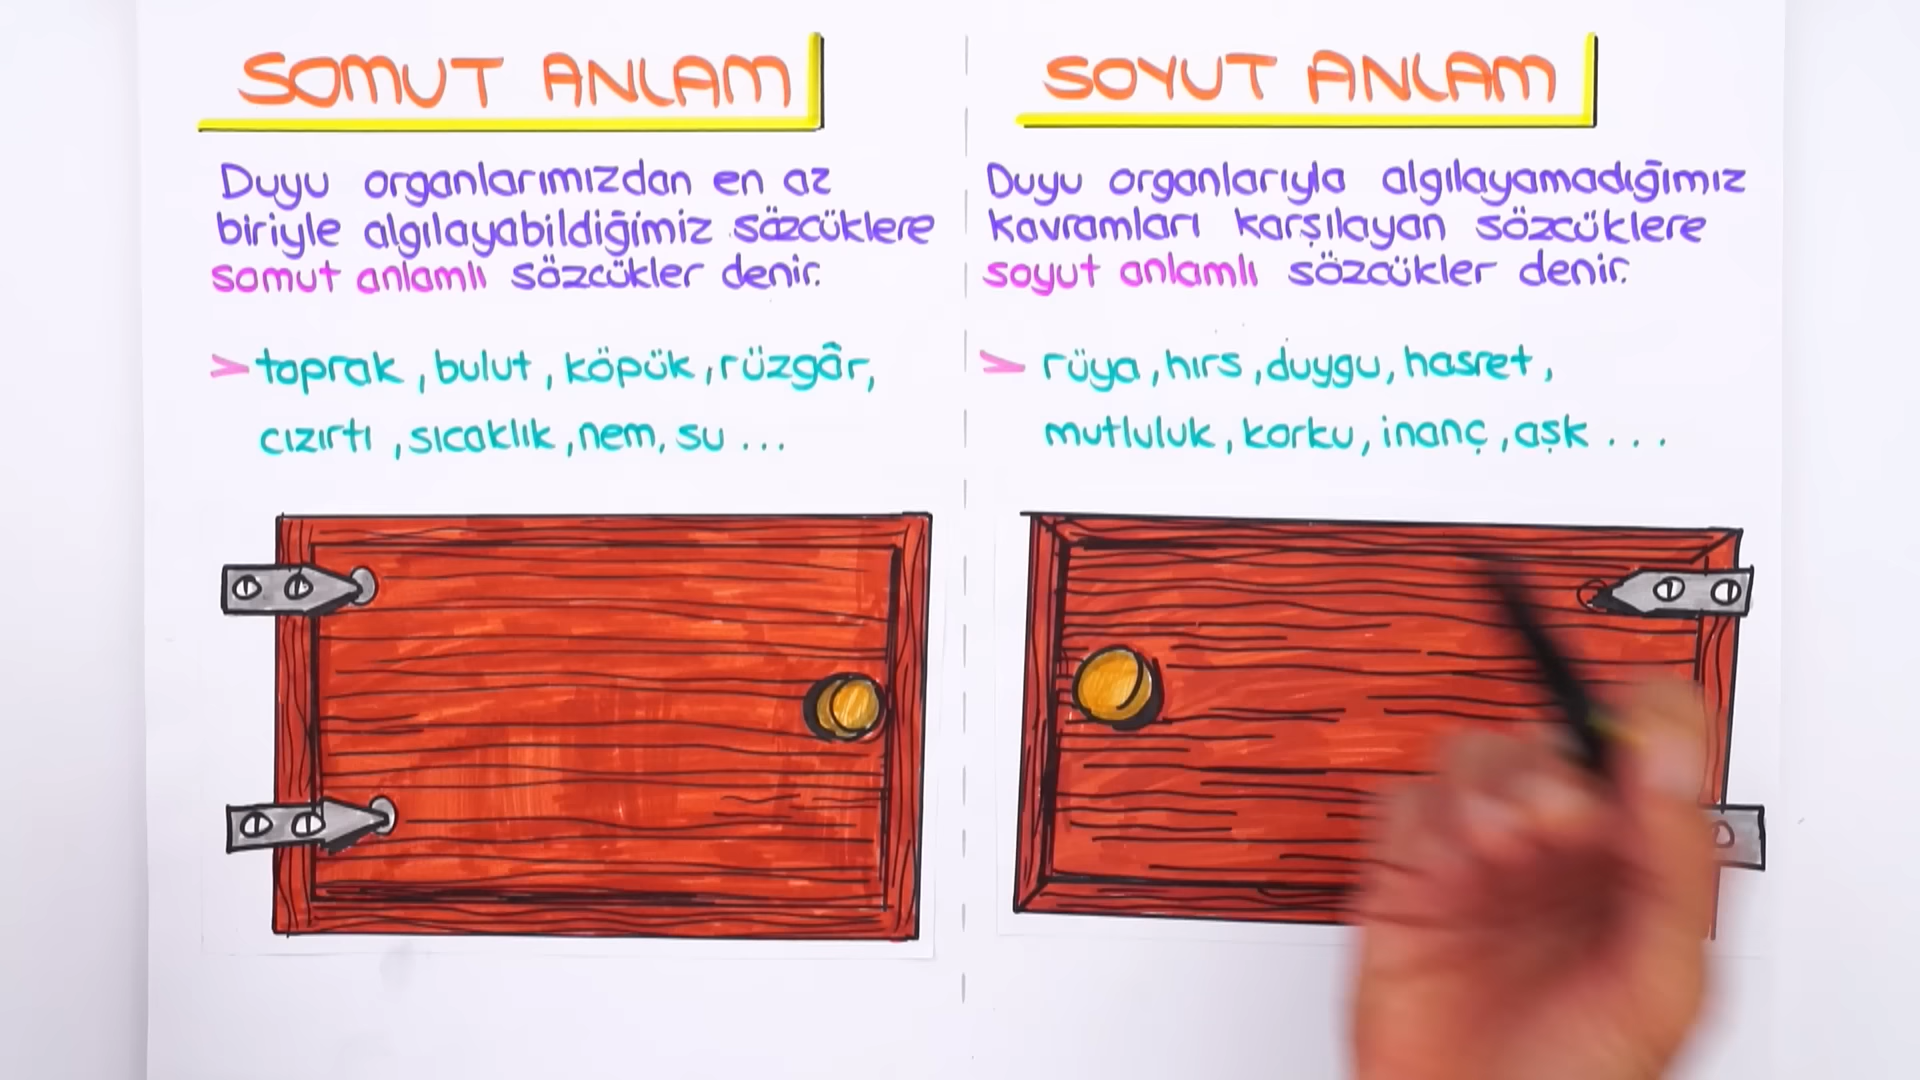 SOMUT ANLAM
Duyu organlarımızdan en az
biriyle algılayabildiğimiz sözcüklere
somut anlamlı sözcükler denir.
> toprak, bulut, köpük, rüzgâr,
cızırtı, sıcaklık, nem, su ...
SOYUT ANLAM
Duyu organlarıyla algılayamadığımız
kavramları karşılayan sözcüklere
soyut anlamlı sözcükler denir.
> rüya, hırs, duygu, hasret,
mutluluk, korku, inanç, aşk ...